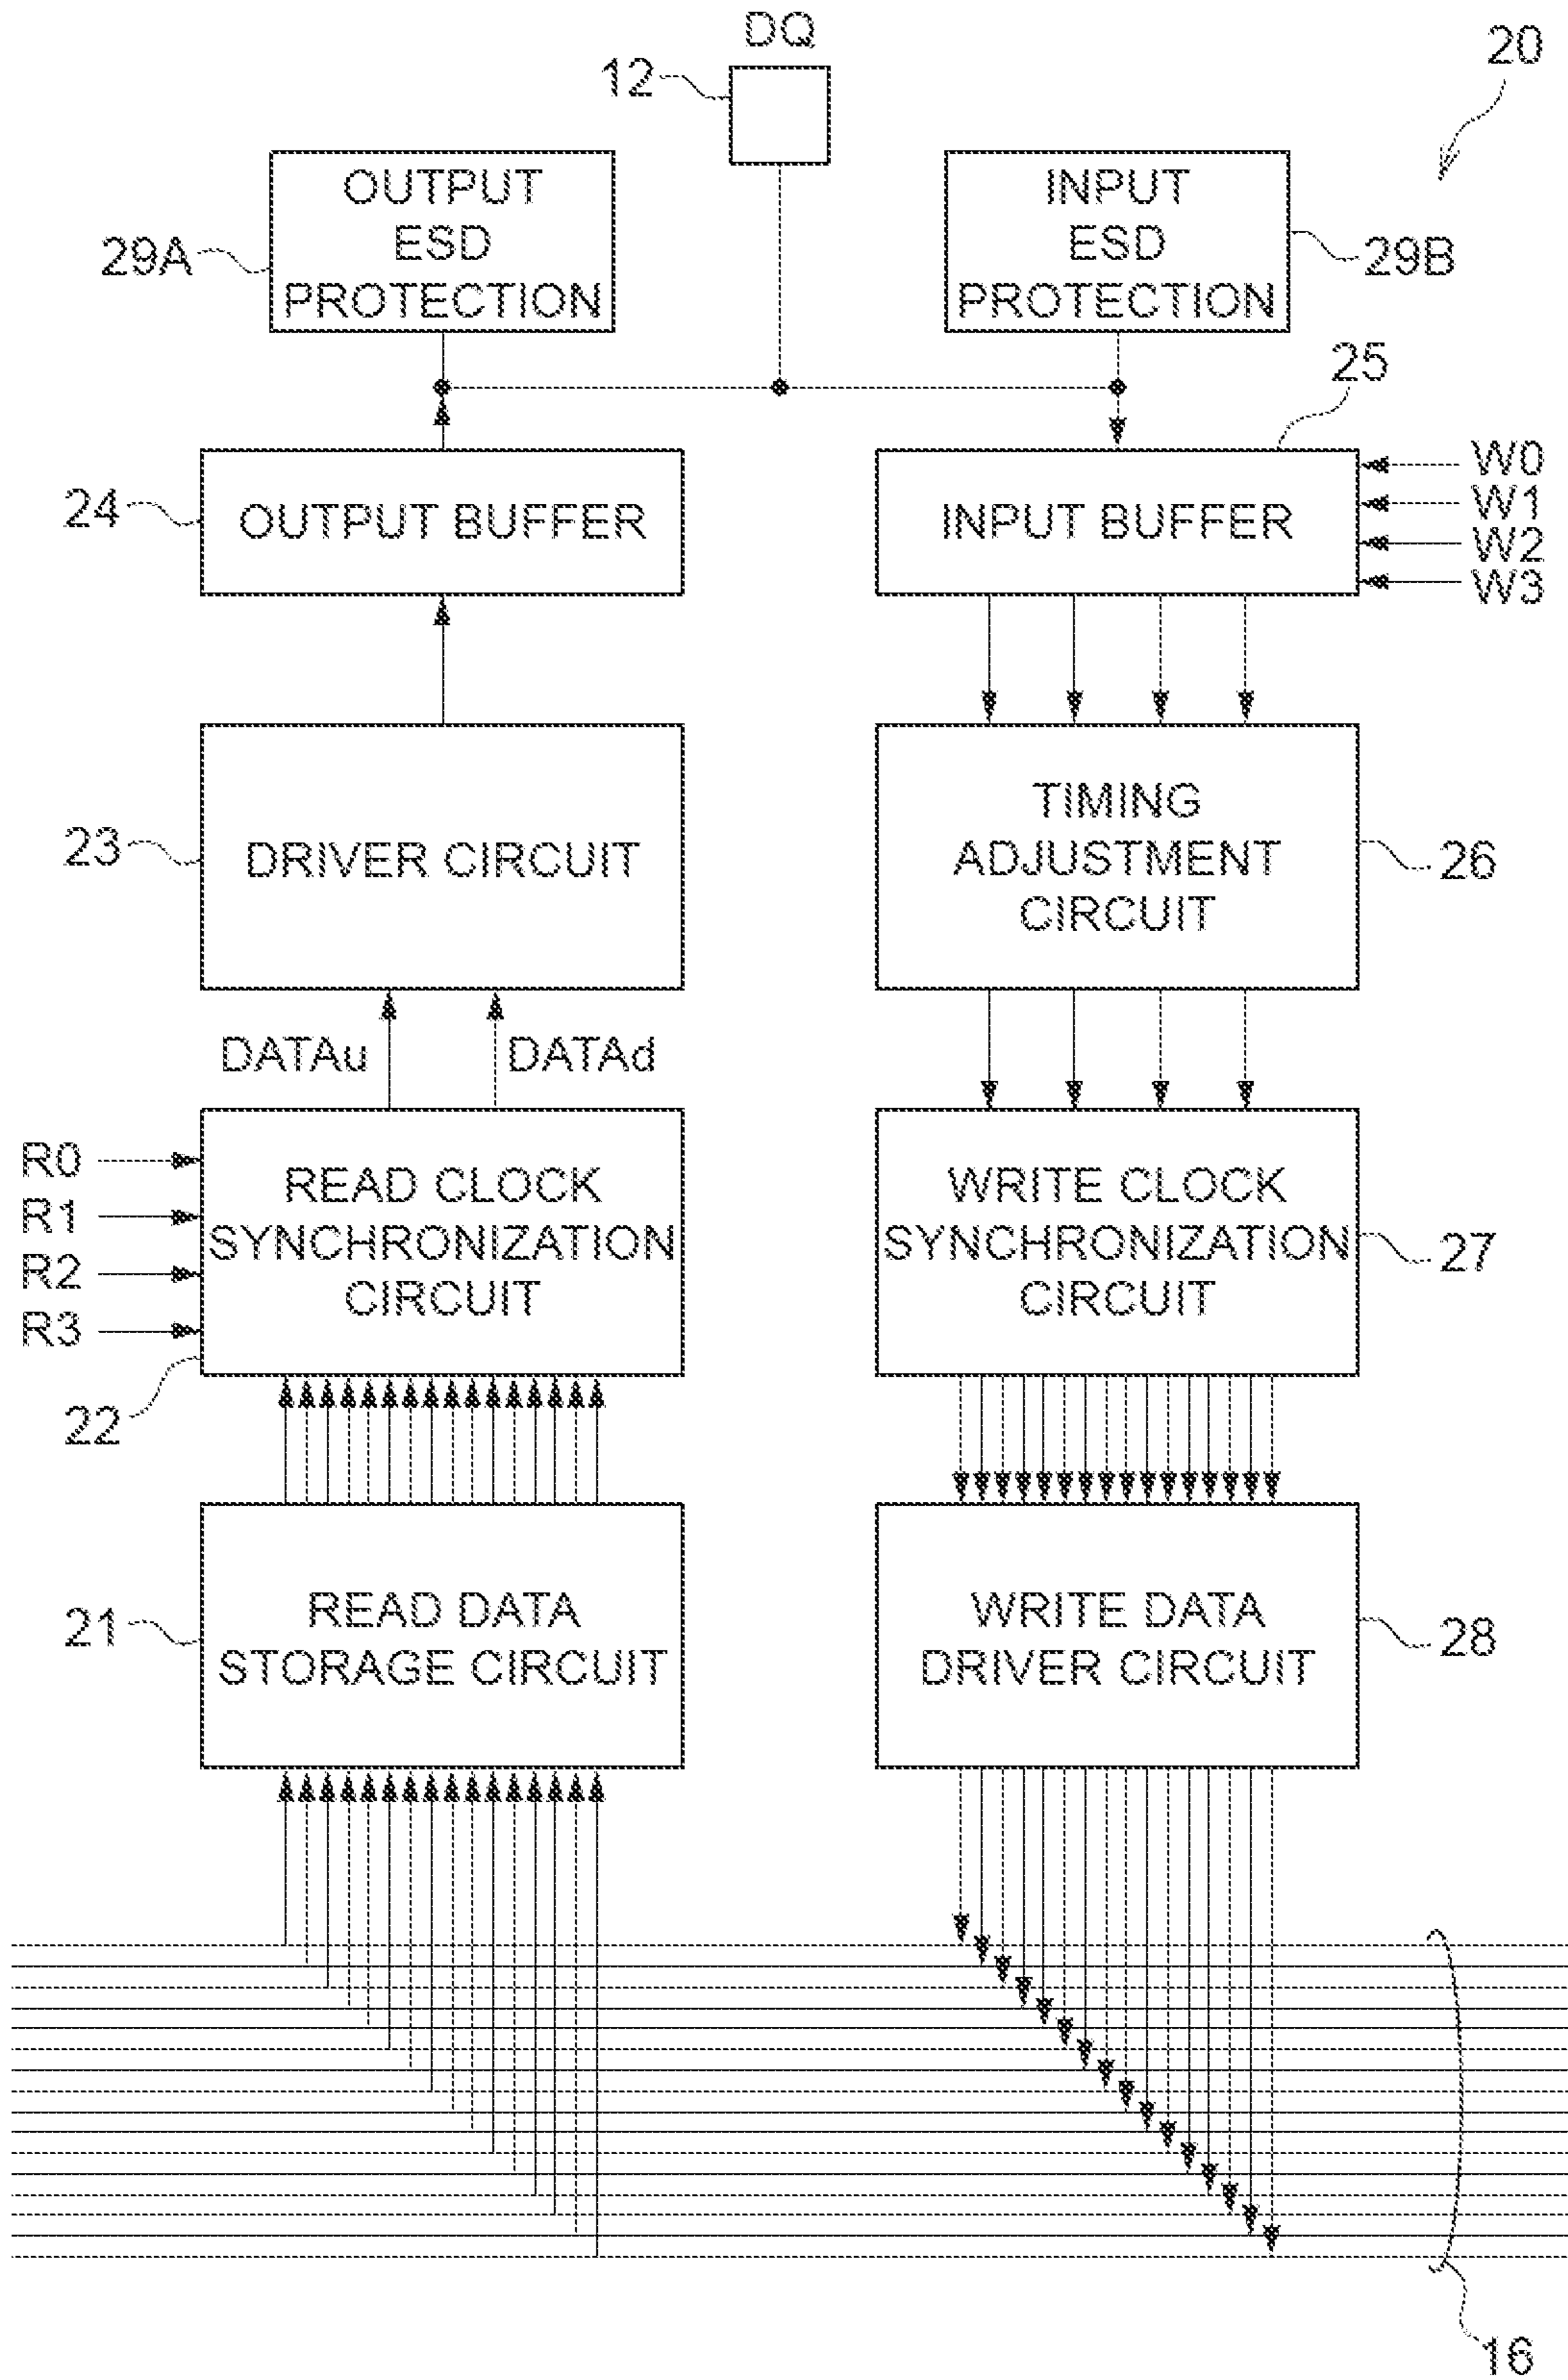 DQ
12
20
OUTPUT
ESD
PROTECTION
29A
INPUT
ESD
PROTECTION
29B
25
24
OUTPUT BUFFER
INPUT BUFFER
W0
W1
W2
W3
23
DRIVER CIRCUIT
TIMING
ADJUSTMENT
CIRCUIT
26
DATAu
DATAd
R0
R1
R2
R3
READ CLOCK
SYNCHRONIZATION
CIRCUIT
22
WRITE CLOCK
SYNCHRONIZATION
CIRCUIT
27
21
READ DATA
STORAGE CIRCUIT
WRITE DATA
DRIVER CIRCUIT
28
16